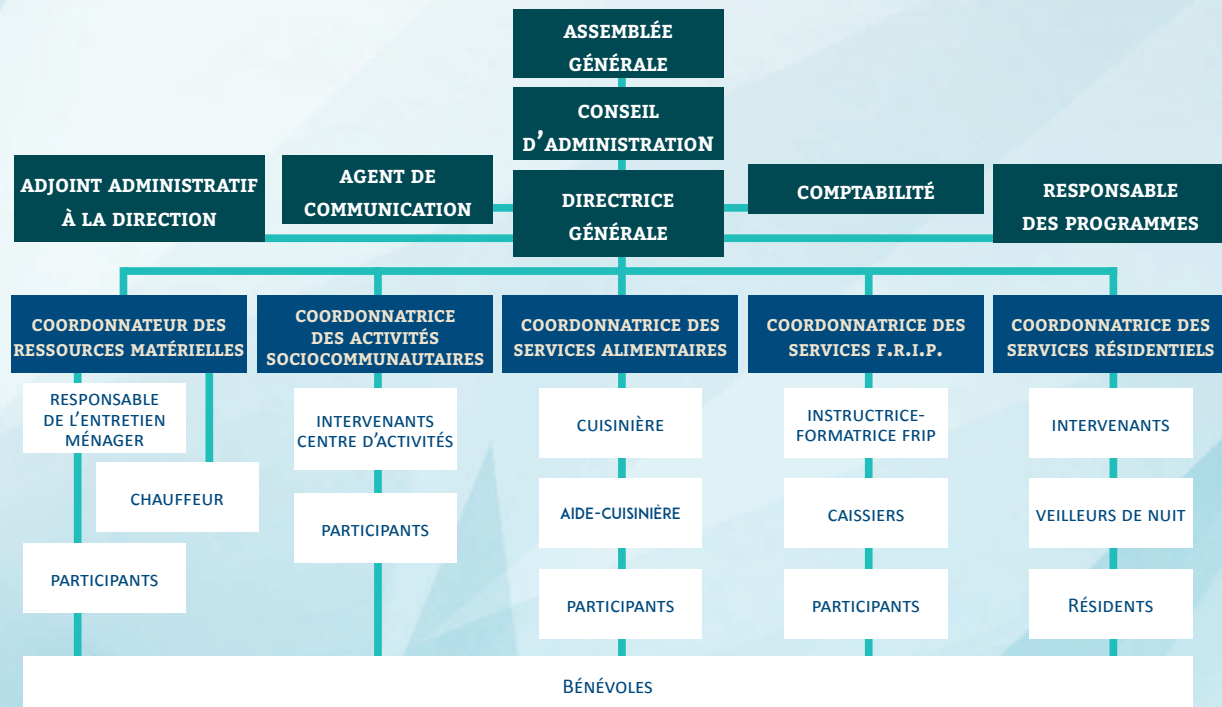 ASSEMBLÉE
GÉNÉRALE
CONSEIL
D'ADMINISTRATION
ADJOINT ADMINISTRATIF
À LA DIRECTION
AGENT DE
COMMUNICATION
DIRECTRICE
GÉNÉRALE
COMPTABILITÉ
RESPONSABLE
DES PROGRAMMES
COORDONNATEUR DES
RESSOURCES MATÉRIELLES
COORDONNATRICE
DES ACTIVITÉS
SOCIOCOMMUNAUTAIRES
COORDONNATRICE DES
SERVICES ALIMENTAIRES
COORDONNATRICE DES
SERVICES F.R.I.P.
COORDONNATRICE DES
SERVICES RÉSIDENTIELS
RESPONSABLE
DE L'ENTRETIEN
MÉNAGER
CHAUFFEUR
PARTICIPANTS
INTERVENANTS
CENTRE D'ACTIVITÉS
PARTICIPANTS
CUISINIÈRE
AIDE-CUISINIÈRE
PARTICIPANTS
INSTRUCTRICE-
FORMATRICE FRIP
CAISSIERS
PARTICIPANTS
INTERVENANTS
VEILLEURS DE NUIT
RÉSIDENTS
BÉNÉVOLES